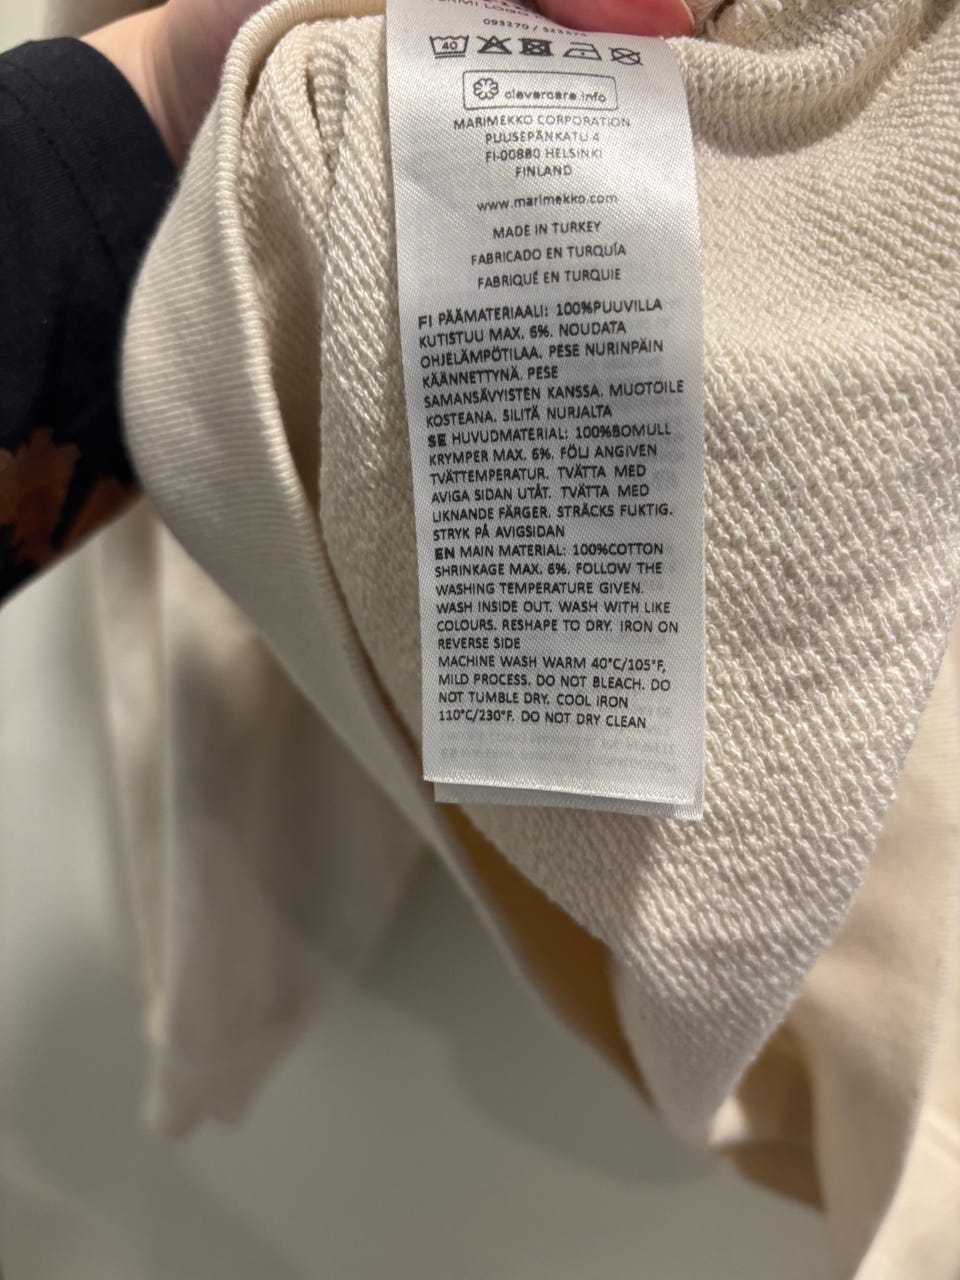 093270 /
40
clevercare.info
MARIMEKKO CORPORATION
PUUSEPÄNKATU 4
FI-00880 HELSINKI
FINLAND
www.marimekko.com
MADE IN TURKEY
FABRICADO EN TURQUÍA
FABRIQUÉ EN TURQUIE
FI PÄÄMATERIAALI: 100%PUUVILLA
KUTISTUU MAX. 6%. NOUDATA
OHJELÄMPÖTILAA. PESE NURINPÄIN
KÄÄNNETTYNÄ. PESE
SAMANSÄVYISTEN KANSSA. MUOTOILE
KOSTEANA. SILITÄ NURJALTA
SE HUVUDMATERIAL: 100%BOMULL
KRYMPER MAX. 6%. FÖLJ ANGIVEN
TVÄTTEMPERATUR. TVÄTTA MED
AVIGA SIDAN UTÅT. TVÄTTA MED
LIKNANDE FÄRGER. STRÄCKS FUKTIG.
STRYK PÅ AVIGSIDAN
EN MAIN MATERIAL: 100%COTTON
SHRINKAGE MAX. 6%. FOLLOW THE
WASHING TEMPERATURE GIVEN.
WASH INSIDE OUT. WASH WITH LIKE
COLOURS. RESHAPE TO DRY. IRON ON
REVERSE SIDE
MACHINE WASH WARM 40°C/105°F,
MILD PROCESS. DO NOT BLEACH. DO
NOT TUMBLE DRY. COOL IRON
110°C/230°F. DO NOT DRY CLEAN